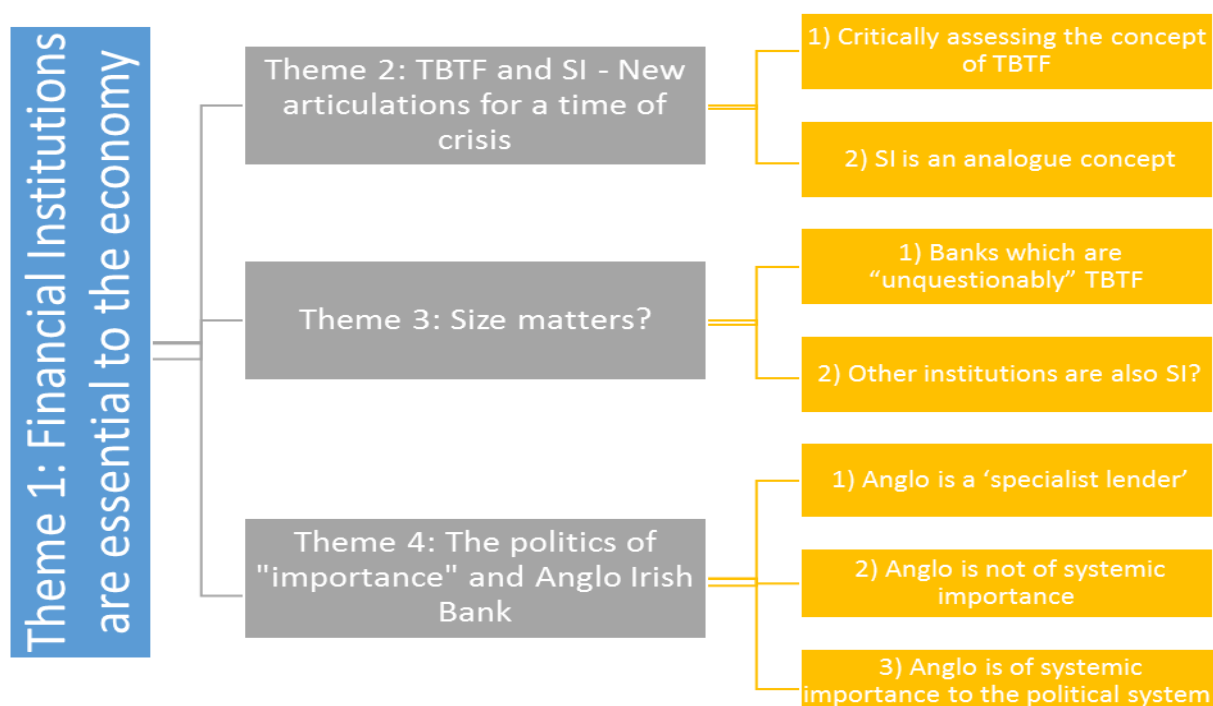 Theme 1: Financial Institutions
are essential to the economy
Theme 2: TBTF and SI - New
articulations for a time of
crisis
1) Critically assessing the concept
of TBTF
2) SI is an analogue concept
Theme 3: Size matters?
1) Banks which are
“unquestionably” TBTF
2) Other institutions are also SI?
Theme 4: The politics of
"importance" and Anglo Irish
Bank
1) Anglo is a ‘specialist lender’
2) Anglo is not of systemic
importance
3) Anglo is of systemic
importance to the political system